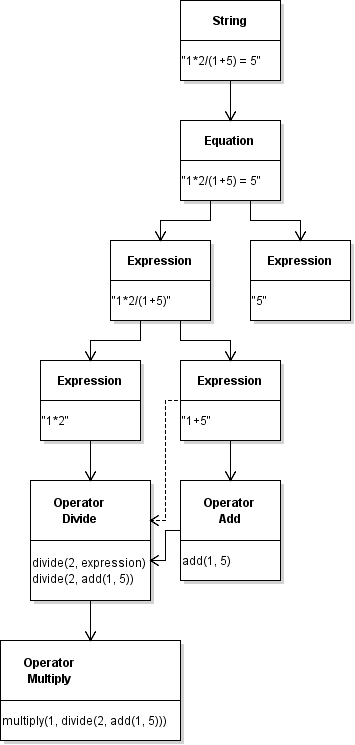 String
"1*2/(1+5) = 5"
Equation
"1*2/(1+5) = 5"
Expression
"1*2/(1+5)"
Expression
"5"
Expression
"1*2"
Expression
"1+5"
Operator
Divide
divide(2, expression)
divide(2, add(1, 5))
Operator
Add
add(1, 5)
Operator
Multiply
multiply(1, divide(2, add(1, 5)))